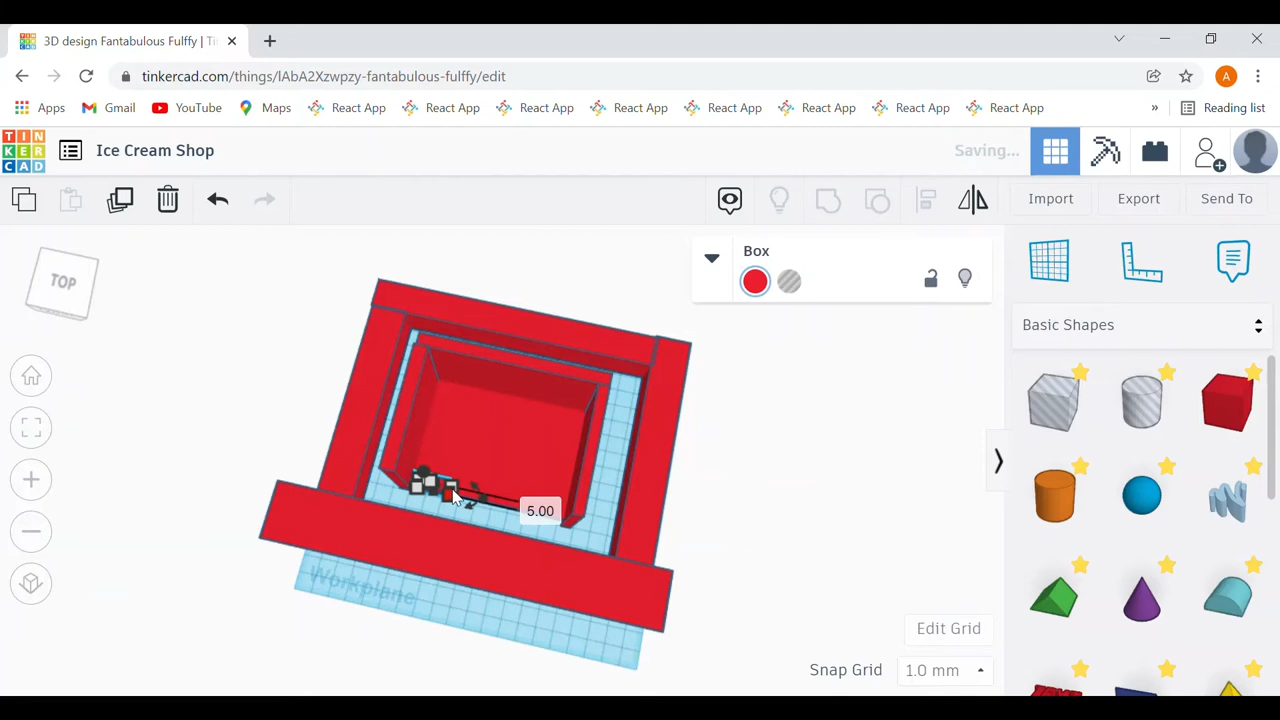 3D design Fantabulous Fulffy | Tin
tinkercad.com/things/lAbA2Xzwpzy-fantabulous-fulffy/edit
A
Apps Gmail YouTube Maps React App React App React App React App React App React App React App React App » Reading list
TIN
KER
CAD
Ice Cream Shop
Saving...
Import Export Send To
TOP
Box
Basic Shapes
5.00
Workplane
Edit Grid
Snap Grid 1.0 mm